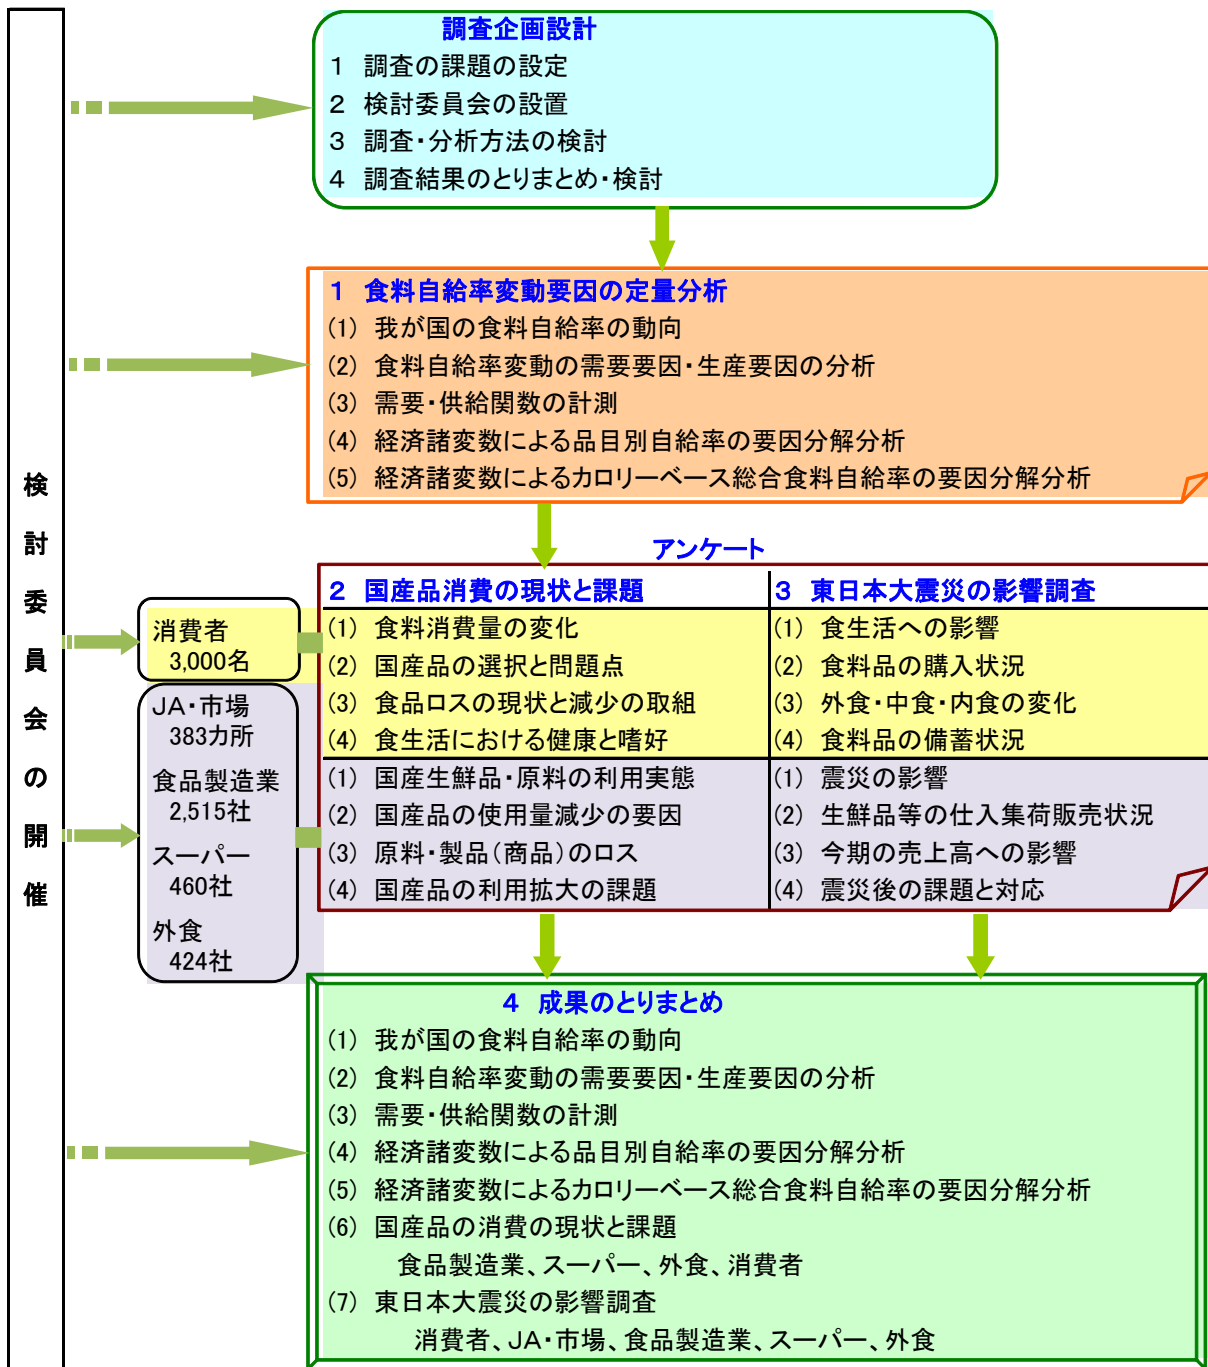 検討委員会の開催
調査企画設計
1 調査の課題の設定
2 検討委員会の設置
3 調査・分析方法の検討
4 調査結果のとりまとめ・検討
1 食料自給率変動要因の定量分析
(1) 我が国の食料自給率の動向
(2) 食料自給率変動の需要要因・生産要因の分析
(3) 需要・供給関数の計測
(4) 経済諸変数による品目別自給率の要因分解分析
(5) 経済諸変数によるカロリーベース総合食料自給率の要因分解分析
アンケート
消費者
3,000名
JA・市場
383カ所
食品製造業
2,515社
スーパー
460社
外食
424社
2 国産品消費の現状と課題
(1) 食料消費量の変化
(2) 国産品の選択と問題点
(3) 食品ロスの現状と減少の取組
(4) 食生活における健康と嗜好
(1) 国産生鮮品・原料の利用実態
(2) 国産品の使用量減少の要因
(3) 原料・製品(商品)のロス
(4) 国産品の利用拡大の課題
3 東日本大震災の影響調査
(1) 食生活への影響
(2) 食料品の購入状況
(3) 外食・中食・内食の変化
(4) 食料品の備蓄状況
(1) 震災の影響
(2) 生鮮品等の仕入集荷販売状況
(3) 今期の売上高への影響
(4) 震災後の課題と対応
4 成果のとりまとめ
(1) 我が国の食料自給率の動向
(2) 食料自給率変動の需要要因・生産要因の分析
(3) 需要・供給関数の計測
(4) 経済諸変数による品目別自給率の要因分解分析
(5) 経済諸変数によるカロリーベース総合食料自給率の要因分解分析
(6) 国産品の消費の現状と課題
食品製造業、スーパー、外食、消費者
(7) 東日本大震災の影響調査
消費者、JA・市場、食品製造業、スーパー、外食